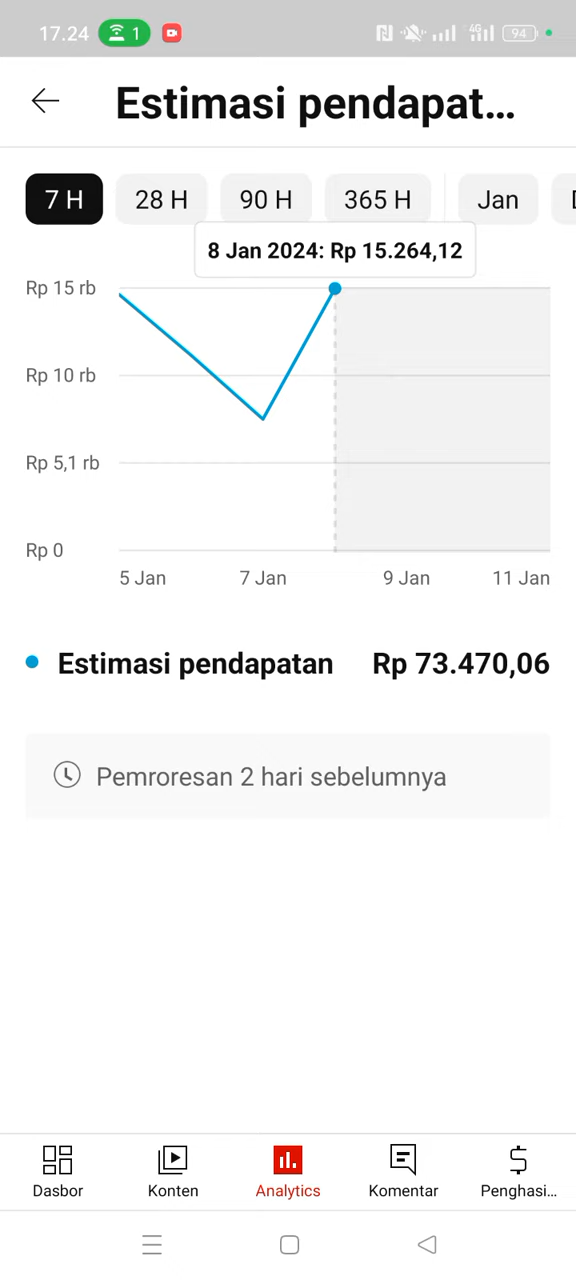 17.24 1 4G 94
Estimasi pendapat...
7 H 28 H 90 H 365 H Jan
8 Jan 2024: Rp 15.264,12
Rp 15 rb
Rp 10 rb
Rp 5,1 rb
Rp 0
5 Jan 7 Jan 9 Jan 11 Jan
Estimasi pendapatan Rp 73.470,06
Pemroresan 2 hari sebelumnya
Dasbor Konten Analytics Komentar Penghasi...